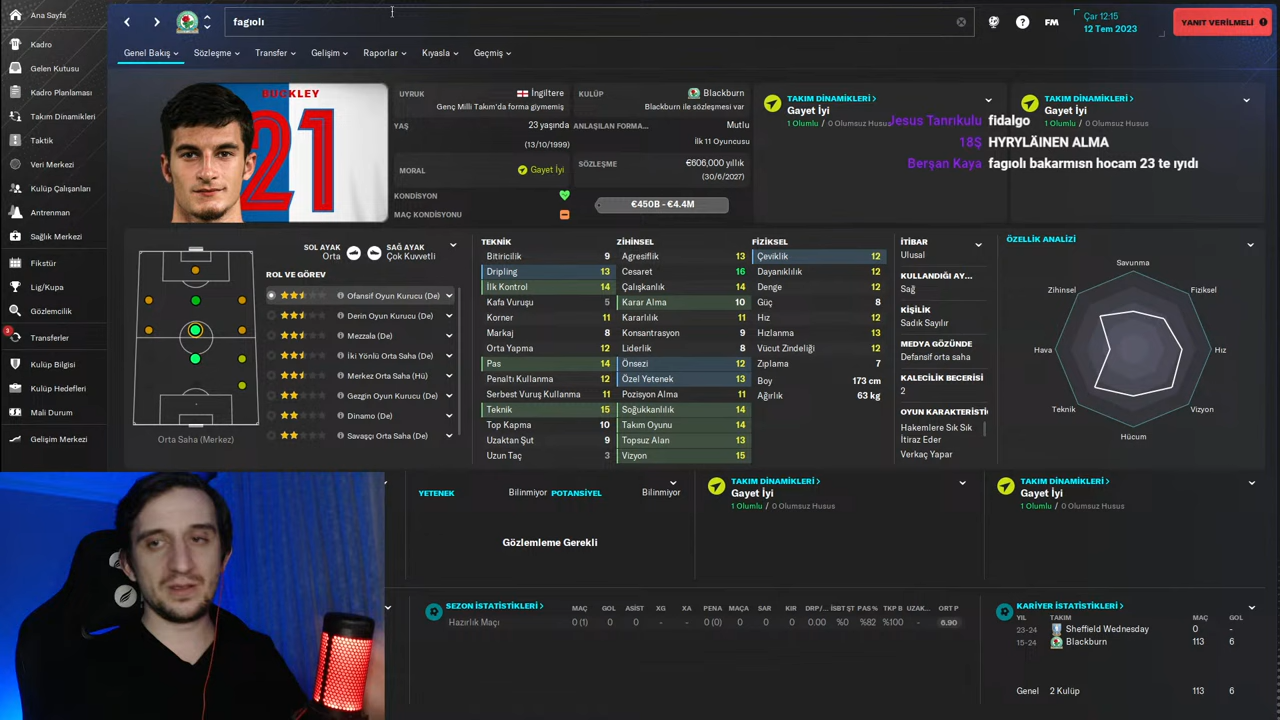 Ana Sayfa
fagıolı
FM
Çar 12:15
12 Tem 2023
YANIT VERİLMELİ
Genel Bakış
Sözleşme
Transfer
Gelişim
Raporlar
Kıyasla
Geçmiş
Kadro
Gelen Kutusu
Kadro Planlaması
Takım Dinamikleri
Taktik
Veri Merkezi
Kulüp Çalışanları
Antrenman
Sağlık Merkezi
Fikstür
Lig/Kupa
Gözlemcilik
3
Transferler
Kulüp Bilgisi
Kulüp Hedefleri
Mali Durum
Gelişim Merkezi
BUCKLEY
21
UYRUK
İngiltere
Genç Milli Takım'da forma giymemiş
YAŞ
23 yaşında
(13/10/1999)
MORAL
Gayet İyi
KONDİSYON
MAÇ KONDİSYONU
KULÜP
Blackburn
Blackburn ile sözleşmesi var
ANLAŞILAN FORMA...
Mutlu
İlk 11 Oyuncusu
SÖZLEŞME
€606,000 yıllık
(30/6/2027)
€450B - €4.4M
TAKIM DİNAMİKLERİ
Gayet İyi
1 Olumlu / 0 Olumsuz Husus
TAKIM DİNAMİKLERİ
Gayet İyi
1 Olumlu / 0 Olumsuz Husus
Jesus Tanrıkulu fidalgo
18$ HYRYLÄINEN ALMA
Berşan Kaya fagıolı bakarmısn hocam 23 te ıyıdı
SOL AYAK
Orta
SAĞ AYAK
Çok Kuvvetli
ROL VE GÖREV
Ofansif Oyun Kurucu (De)
Derin Oyun Kurucu (De)
Mezzala (De)
İki Yönlü Orta Saha (De)
Merkez Orta Saha (Hü)
Gezgin Oyun Kurucu (De)
Dinamo (De)
Savaşçı Orta Saha (De)
Orta Saha (Merkez)
TEKNİK
Bitiricilik 9
Dripling 13
İlk Kontrol 14
Kafa Vuruşu 5
Korner 11
Markaj 8
Orta Yapma 12
Pas 14
Penaltı Kullanma 12
Serbest Vuruş Kullanma 11
Teknik 15
Top Kapma 10
Uzaktan Şut 9
Uzun Taç 3
ZİHİNSEL
Agresiflik 13
Cesaret 16
Çalışkanlık 14
Karar Alma 10
Kararlılık 11
Konsantrasyon 9
Liderlik 8
Önsezi 12
Özel Yetenek 13
Pozisyon Alma 11
Soğukkanlılık 14
Takım Oyunu 14
Topsuz Alan 13
Vizyon 15
FİZİKSEL
Çeviklik 12
Dayanıklılık 12
Denge 12
Güç 8
Hız 12
Hızlanma 13
Vücut Zindeliği 12
Zıplama 7
Boy 173 cm
Ağırlık 63 kg
İTİBAR
Ulusal
KULLANDIĞI AY...
Sağ
KİŞİLİK
Sadık Sayılır
MEDYA GÖZÜNDE
Defansif orta saha
KALECİLİK BECERİSİ
2
OYUN KARAKTERİSTİ
Hakemlere Sık Sık
İtiraz Eder
Verkaç Yapar
ÖZELLİK ANALİZİ
Savunma
Zihinsel
Fiziksel
Hava
Hız
Teknik
Vizyon
Hücum
YETENEK
Bilinmiyor
POTANSİYEL
Bilinmiyor
Gözlemleme Gerekli
TAKIM DİNAMİKLERİ
Gayet İyi
1 Olumlu / 0 Olumsuz Husus
TAKIM DİNAMİKLERİ
Gayet İyi
1 Olumlu / 0 Olumsuz Husus
SEZON İSTATİSTİKLERİ
MAÇ GOL ASİST XG XA PENA MAÇA SAR KIR DRP/... İSBT ŞT PAS % TKP B UZAK... ORT P
Hazırlık Maçı 0 (1) 0 0 - - 0 (0) 0 0 0 0.00 %0 %82 %100 - 6.90
KARİYER İSTATİSTİKLERİ
YIL TAKIM MAÇ GOL
23-24 Sheffield Wednesday 0 -
15-24 Blackburn 113 6
Genel 2 Kulüp 113 6